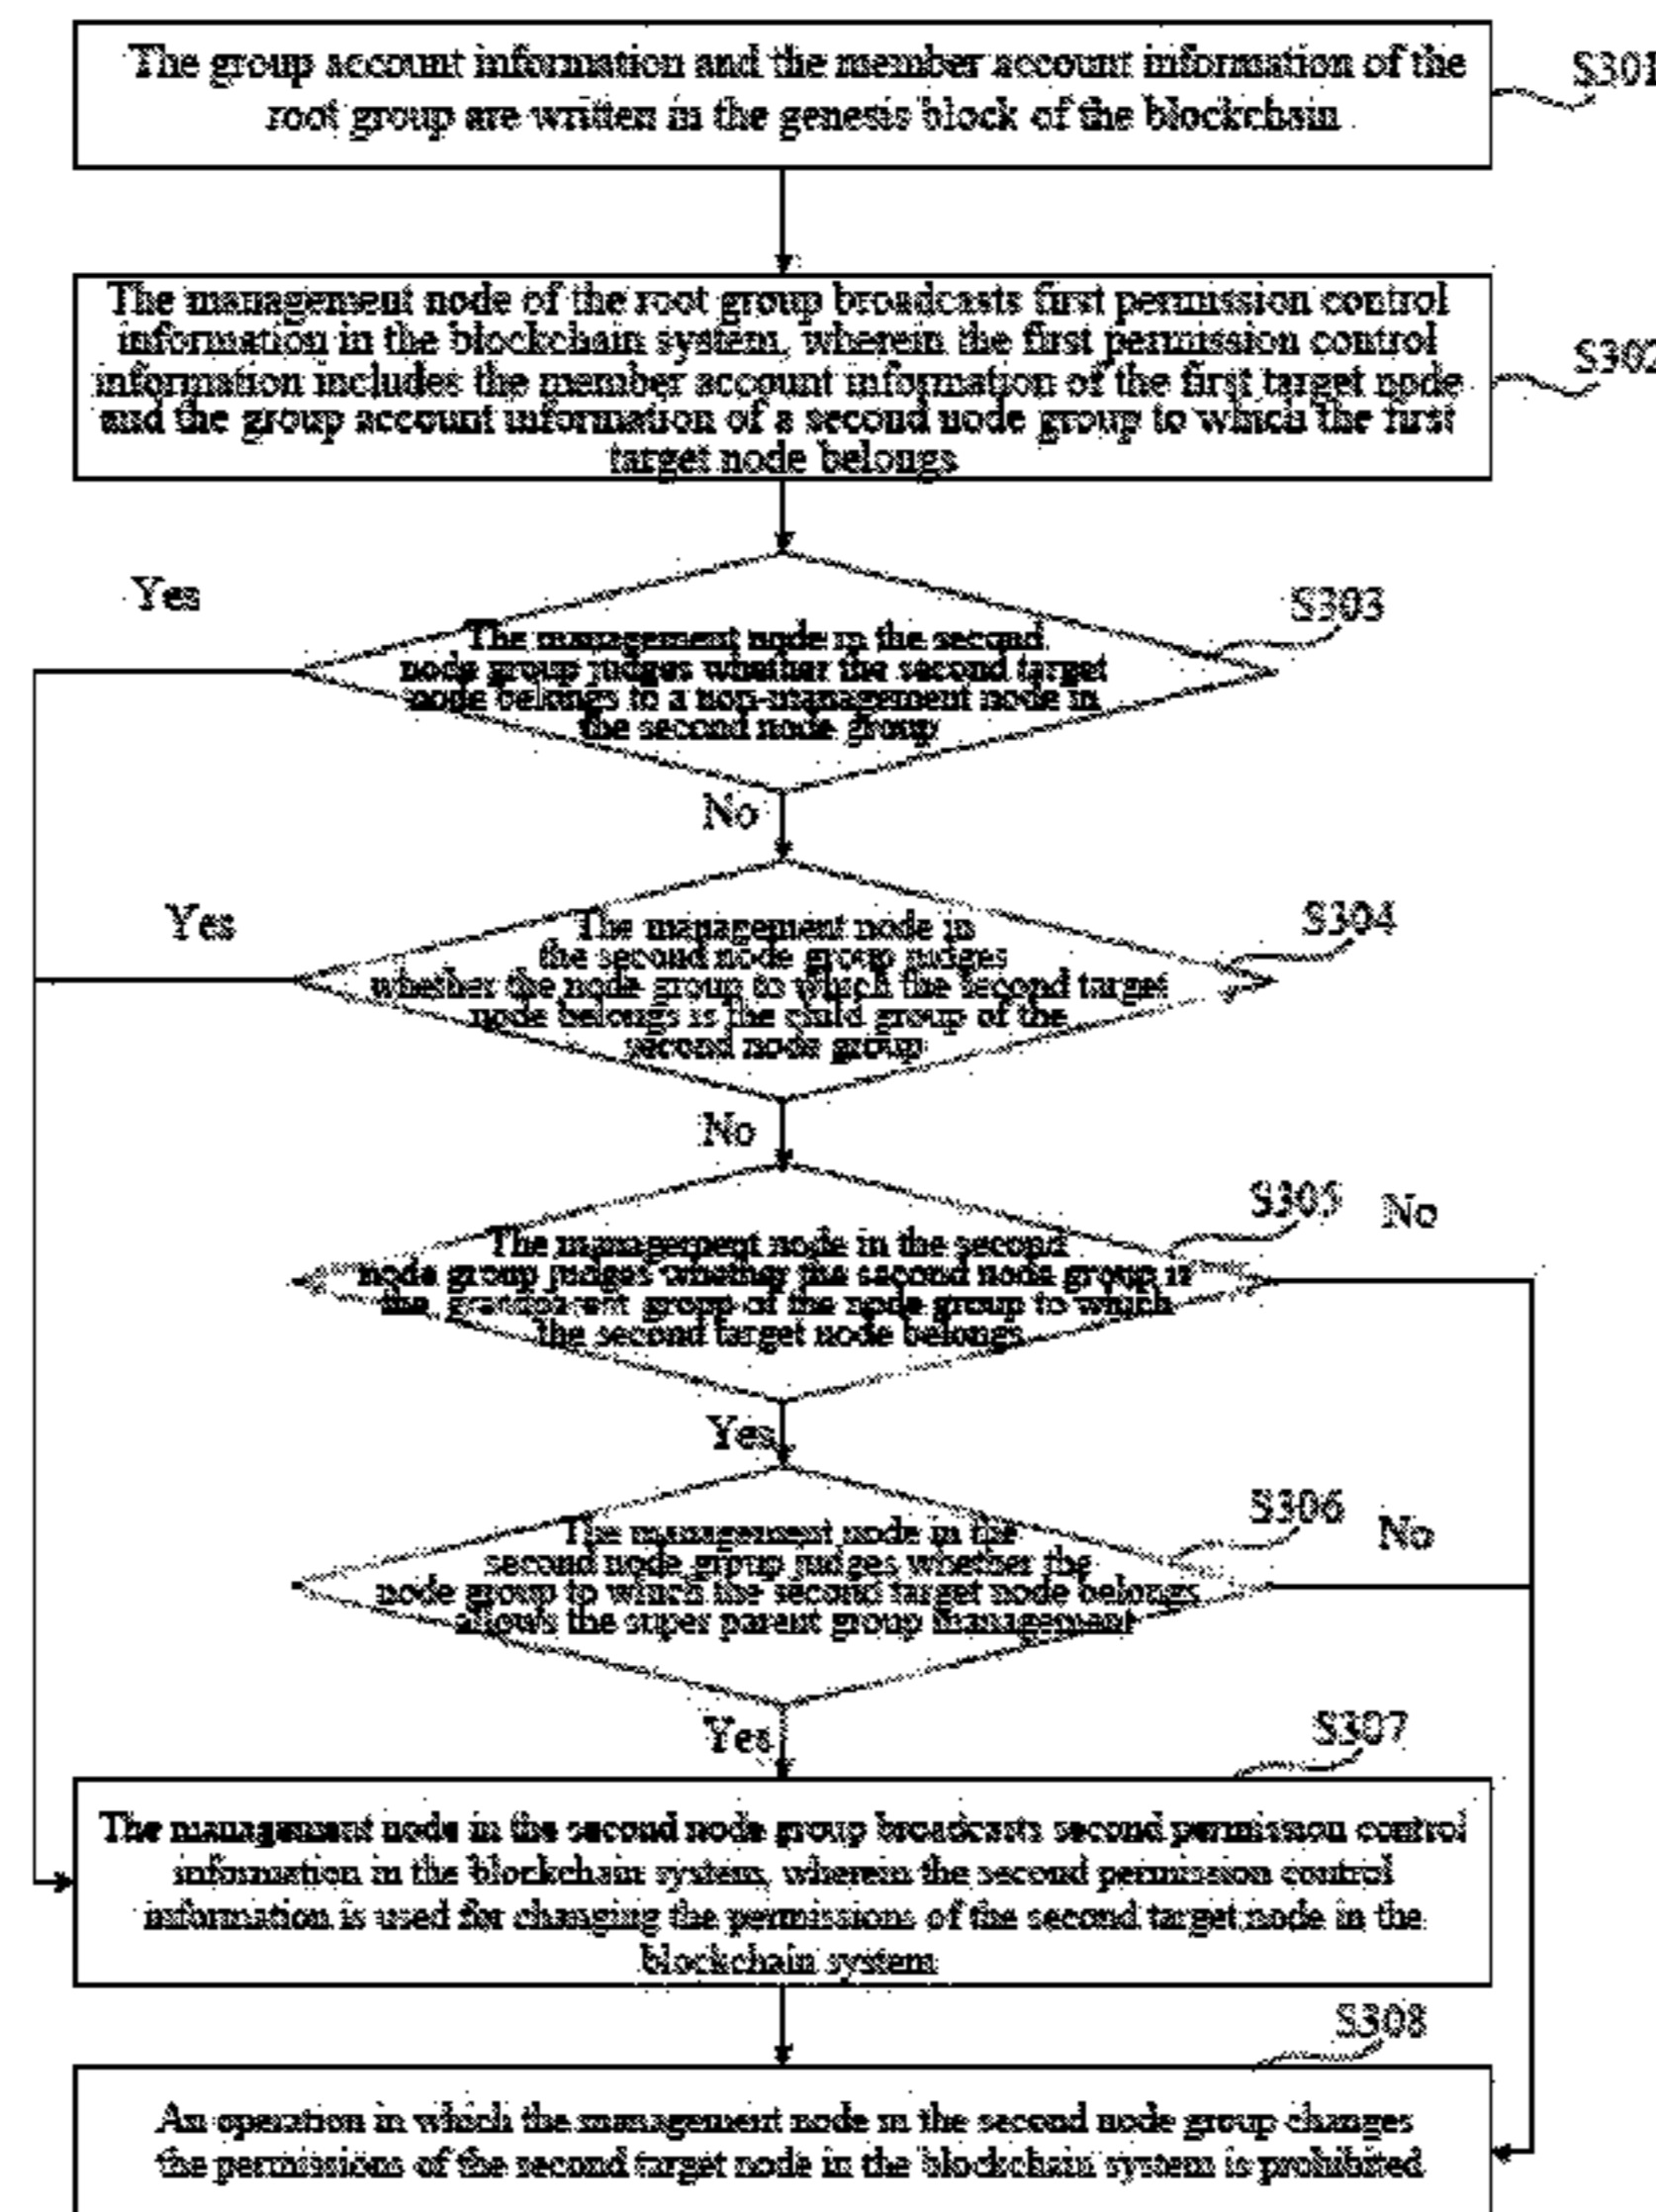 The group account information and the member account information of the
root group are written in the genesis block of the blockchain
S301
The management node of the root group broadcasts first permission control
information in the blockchain system, wherein the first permission control
information includes the member account information of the first target node
and the group account information of a second node group to which the first
target node belongs
S302
Yes
S303
The management node in the second
node group judges whether the second target
node belongs to a non-management node in
the second node group
No
Yes
S304
The management node in
the second node group judges
whether the node group to which the second target
node belongs is the child group of the
second node group
No
S305
No
The management node in the second
node group judges whether the second node group is
the grandparent group of the node group to which
the second target node belongs
Yes
S306
No
The management node in the
second node group judges whether the
node group to which the second target node belongs
allows the super parent group management
Yes
S307
The management node in the second node group broadcasts second permission control
information in the blockchain system, wherein the second permission control
information is used for changing the permissions of the second target node in the
blockchain system
S308
An operation in which the management node in the second node group changes
the permissions of the second target node in the blockchain system is prohibited